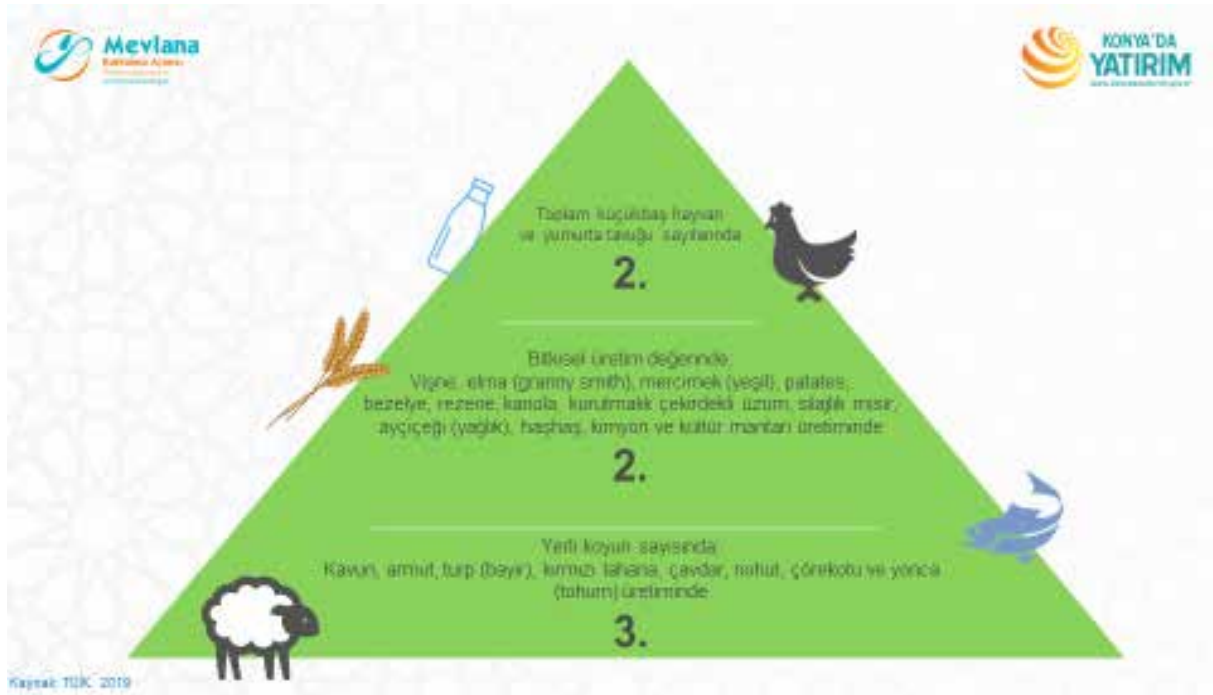 Mevlana
Kalkınma Ajansı
KONYA'DA
YATIRIM
Toplam küçükbaş hayvan
ve yumurta tavuğu sayılarında
2.
Bitkisel üretim değerinde,
Vişne, elma (granny smith), mercimek (yeşil), patates,
bezelye, rezene, kanola, kurutmalık çekirdekli üzüm, silajlık mısır,
ayçiçeği (yağlık), haşhaş, kimyon ve kültür mantarı üretiminde
2.
Yerli koyun sayısında,
Kavun, armut, turp (bayır), kırmızı lahana, çavdar, nohut, çörekotu ve yonca
(tohum) üretiminde
3.
Kaynak: TÜİK, 2019